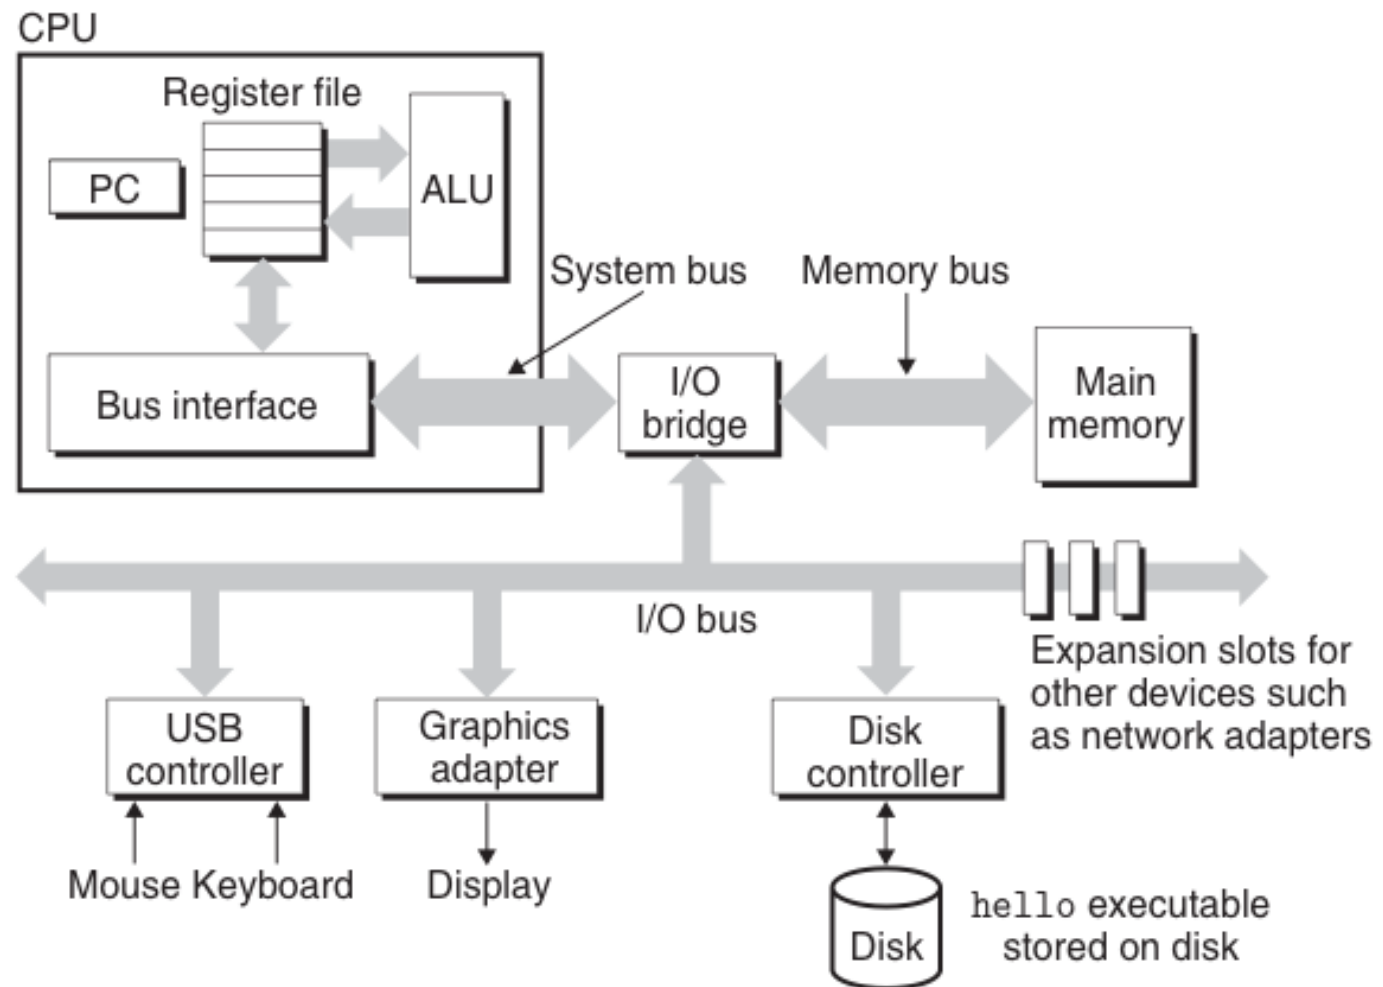 CPU
Register file
PC
ALU
System bus
Memory bus
Bus interface
I/O
bridge
Main
memory
I/O bus
Expansion slots for
other devices such
as network adapters
USB
controller
Graphics
adapter
Disk
controller
Mouse Keyboard
Display
Disk
hello executable
stored on disk